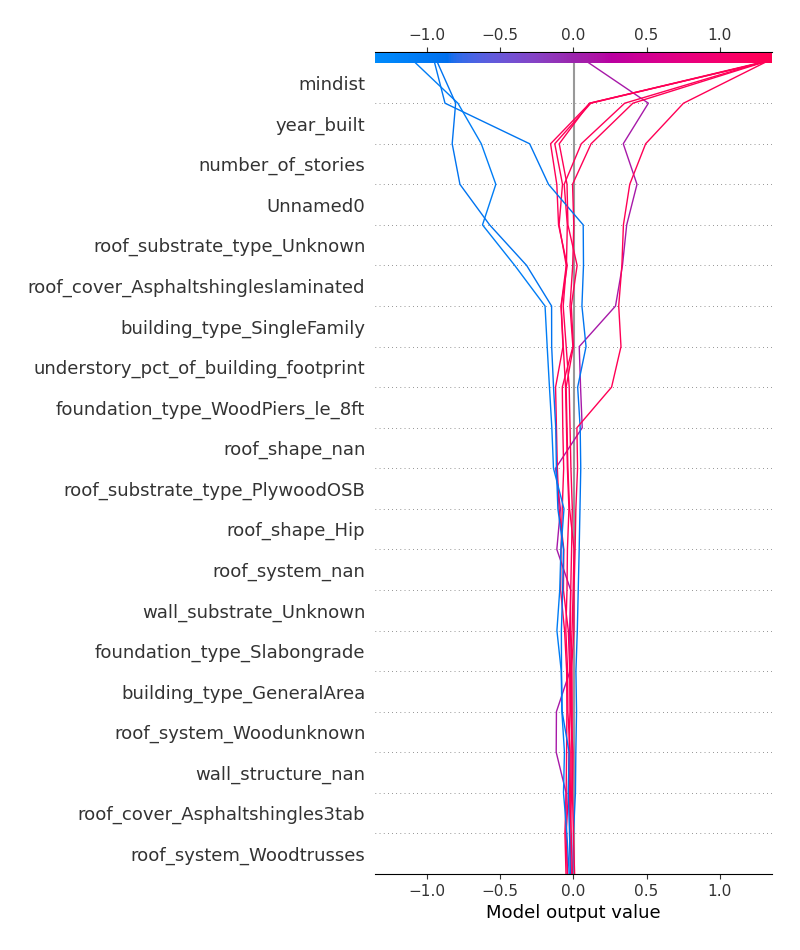 −1.0 −0.5 0.0 0.5 1.0
mindist
year_built
number_of_stories
Unnamed0
roof_substrate_type_Unknown
roof_cover_Asphaltshingleslaminated
building_type_SingleFamily
understory_pct_of_building_footprint
foundation_type_WoodPiers_le_8ft
roof_shape_nan
roof_substrate_type_PlywoodOSB
roof_shape_Hip
roof_system_nan
wall_substrate_Unknown
foundation_type_Slabongrade
building_type_GeneralArea
roof_system_Woodunknown
wall_structure_nan
roof_cover_Asphaltshingles3tab
roof_system_Woodtrusses
−1.0 −0.5 0.0 0.5 1.0
Model output value